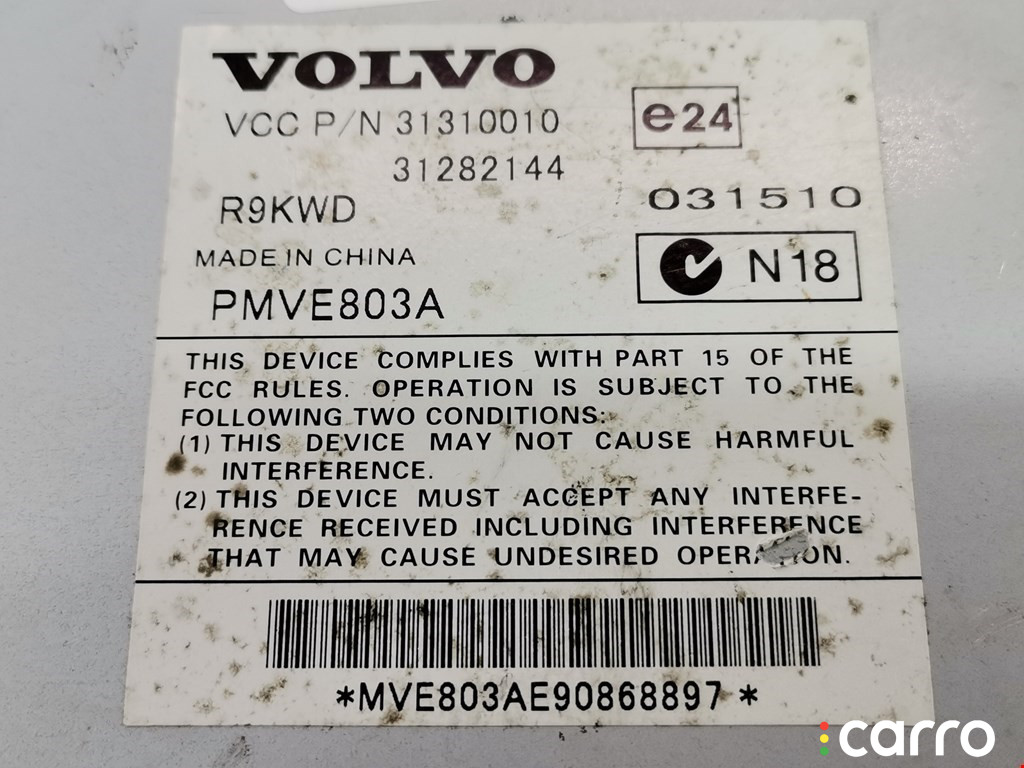 VOLVO
VCC P/N 31310010
31282144
e24
R9KWD
031510
MADE IN CHINA
N18
PMVE803A
THIS DEVICE COMPLIES WITH PART 15 OF THE
FCC RULES. OPERATION IS SUBJECT TO THE
FOLLOWING TWO CONDITIONS:
(1) THIS DEVICE MAY NOT CAUSE HARMFUL
INTERFERENCE.
(2) THIS DEVICE MUST ACCEPT ANY INTERFE-
RENCE RECEIVED INCLUDING INTERFERENCE
THAT MAY CAUSE UNDESIRED OPERATION.
*MVE803AE90868897*
carro